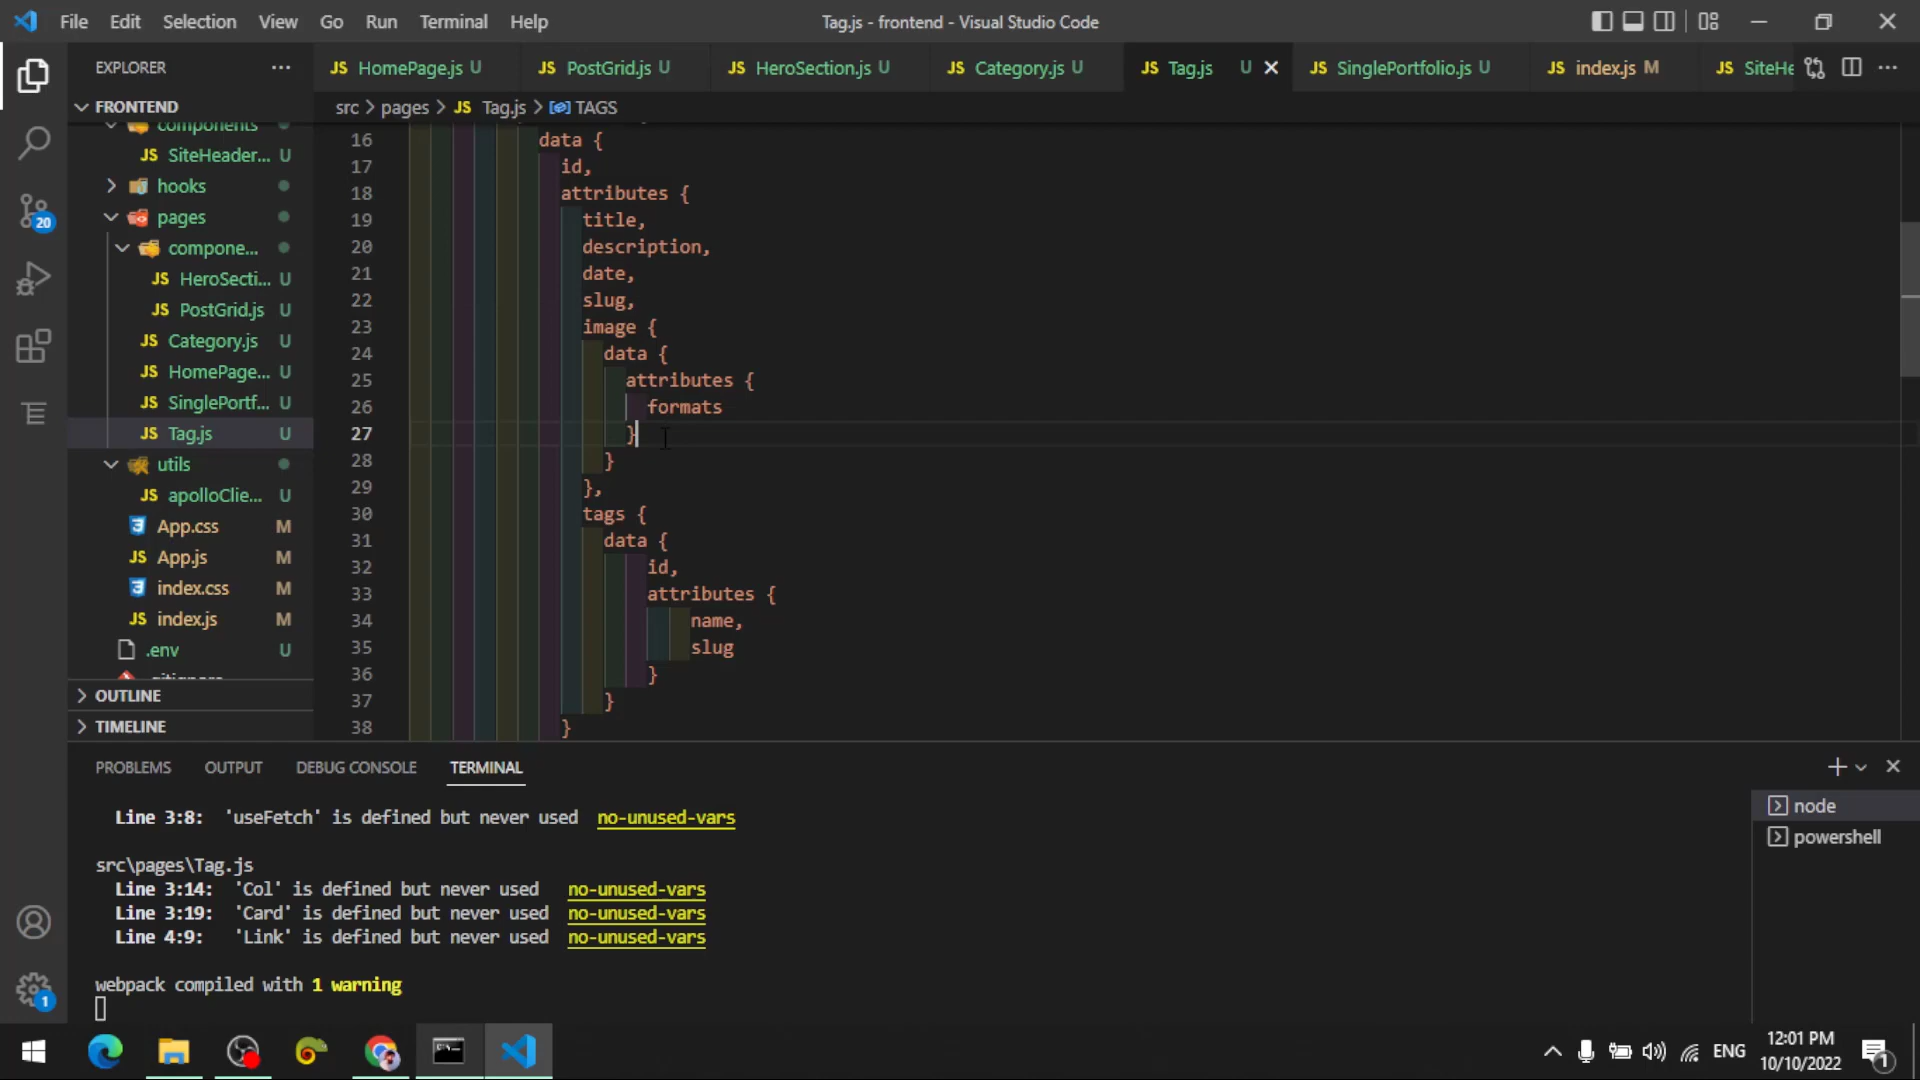 File Edit Selection View Go Run Terminal Help
Tag.js - frontend - Visual Studio Code
EXPLORER
JS HomePage.js U JS PostGrid.js U JS HeroSection.js U JS Category.js U JS Tag.js U JS SinglePortfolio.js U JS index.js M JS SiteHe
FRONTEND
src > pages > JS Tag.js > TAGS
components
JS SiteHeader... U
hooks
pages
compone...
JS HeroSecti... U
JS PostGrid.js U
JS Category.js U
JS HomePage... U
JS SinglePortf... U
JS Tag.js U
utils
JS apolloClie... U
App.css M
JS App.js M
index.css M
JS index.js M
.env U
OUTLINE
TIMELINE
20
1
16 data {
17 id,
18 attributes {
19 title,
20 description,
21 date,
22 slug,
23 image {
24 data {
25 attributes {
26 formats
27 }
28 }
29 },
30 tags {
31 data {
32 id,
33 attributes {
34 name,
35 slug
36 }
37 }
38 }
PROBLEMS OUTPUT DEBUG CONSOLE TERMINAL
Line 3:8: 'useFetch' is defined but never used no-unused-vars
src\pages\Tag.js
Line 3:14: 'Col' is defined but never used no-unused-vars
Line 3:19: 'Card' is defined but never used no-unused-vars
Line 4:9: 'Link' is defined but never used no-unused-vars
webpack compiled with 1 warning
node
powershell
ENG
12:01 PM
10/10/2022
1